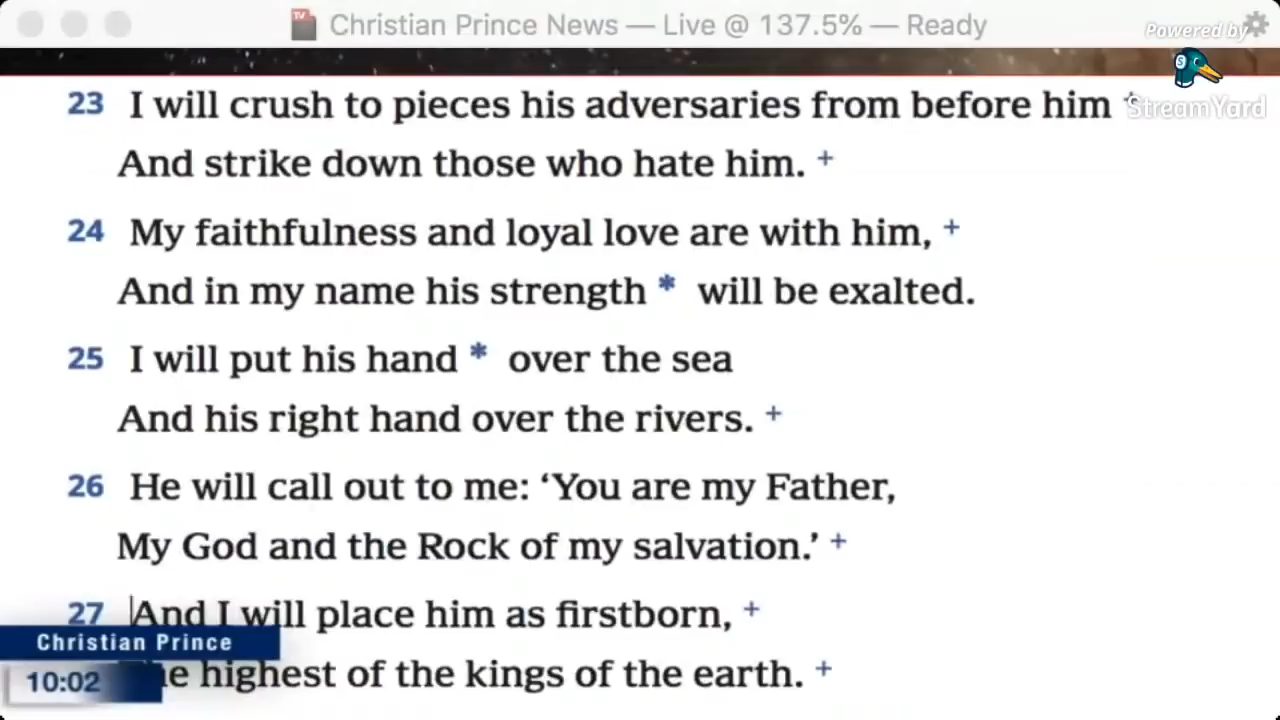 Christian Prince News — Live @ 137.5% — Ready
Powered by
StreamYard
23 I will crush to pieces his adversaries from before him +
And strike down those who hate him. +
24 My faithfulness and loyal love are with him, +
And in my name his strength * will be exalted.
25 I will put his hand * over the sea
And his right hand over the rivers. +
26 He will call out to me: ‘You are my Father,
My God and the Rock of my salvation.’ +
27 And I will place him as firstborn, +
highest of the kings of the earth. +
Christian Prince
10:02